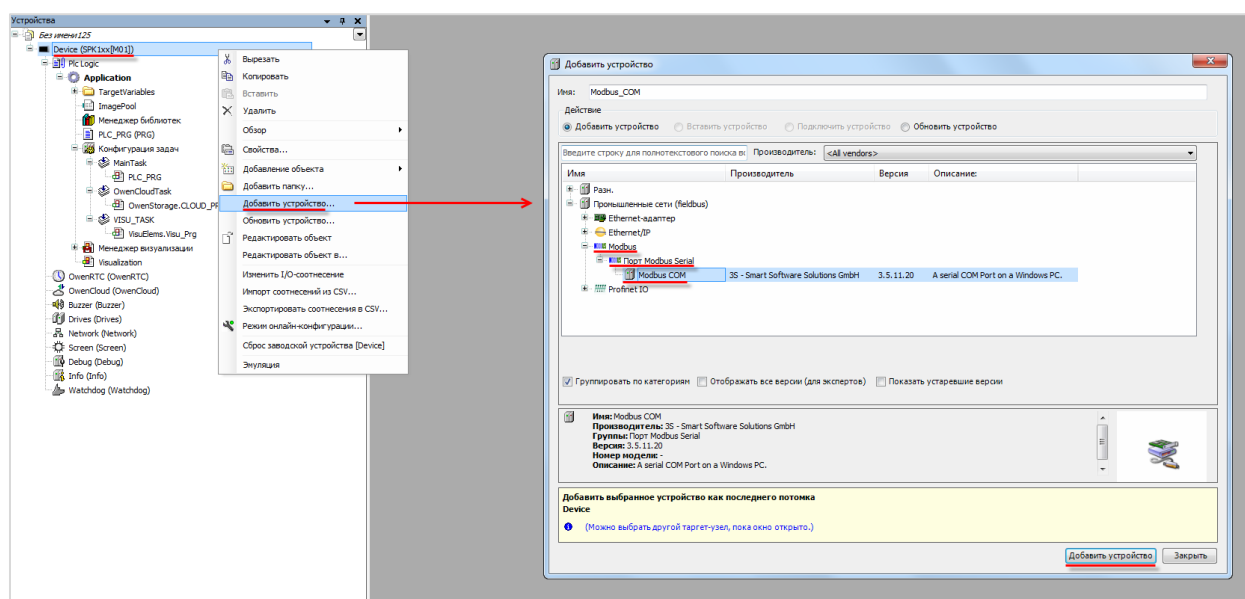 Устройства
Без имени125
Device (SPK1xx[M01])
Plc Logic
Application
TargetVariables
ImagePool
Менеджер библиотек
PLC_PRG (PRG)
Конфигурация задач
MainTask
PLC_PRG
OwenCloudTask
OwenStorage.CLOUD_PF
VISU_TASK
VisuElems.Visu_Prg
Менеджер визуализации
Visualization
OwenRTC (OwenRTC)
OwenCloud (OwenCloud)
Buzzer (Buzzer)
Drives (Drives)
Network (Network)
Screen (Screen)
Debug (Debug)
Info (Info)
Watchdog (Watchdog)
Вырезать
Копировать
Вставить
Удалить
Обзор
Свойства...
Добавление объекта
Добавить папку...
Добавить устройство...
Обновить устройство...
Редактировать объект
Редактировать объект в...
Изменить I/O-соотнесение
Импорт соотнесений из CSV...
Экспортировать соотнесения в CSV...
Режим онлайн-конфигурации...
Сброс заводской устройства [Device]
Эмуляция
Добавить устройство
Имя: Modbus_COM
Действие
Добавить устройство Вставить устройство Подключить устройство Обновить устройство
Введите строку для полнотекстового поиска вс Производитель: <All vendors>
Имя Производитель Версия Описание:
Разн.
Промышленные сети (fieldbus)
Ethernet-адаптер
Ethernet/IP
Modbus
Порт Modbus Serial
Modbus COM 3S - Smart Software Solutions GmbH 3.5.11.20 A serial COM Port on a Windows PC.
Profinet IO
Группировать по категориям Отображать все версии (для экспертов) Показать устаревшие версии
Имя: Modbus COM
Производитель: 3S - Smart Software Solutions GmbH
Группы: Порт Modbus Serial
Версия: 3.5.11.20
Номер модели: -
Описание: A serial COM Port on a Windows PC.
Добавить выбранное устройство как последнего потомка
Device
(Можно выбрать другой таргет-узел, пока окно открыто.)
Добавить устройство Закрыть